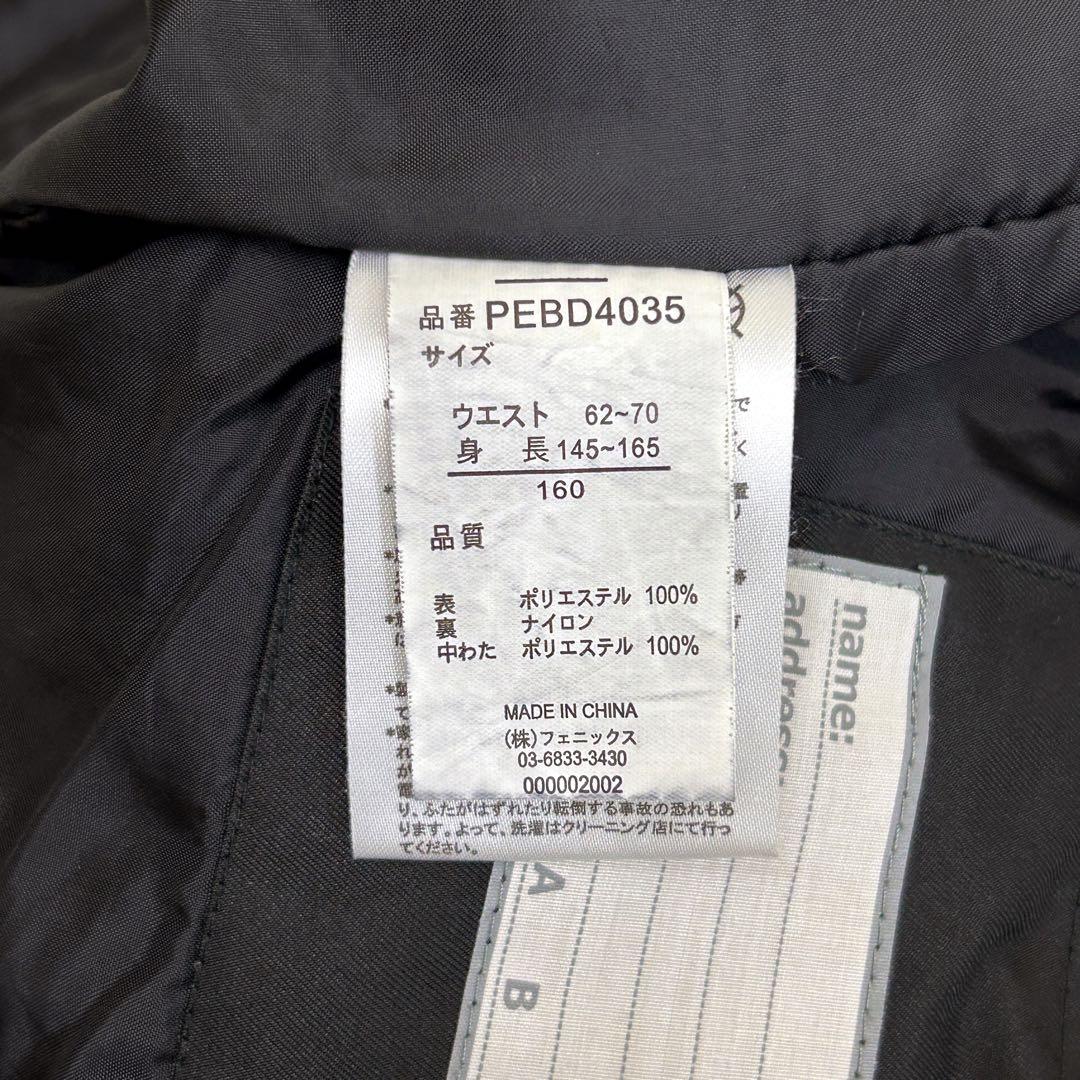 品番 PEBD4035
サイズ
ウエスト 62~70
身 長 145~165
160
品質
表 ポリエステル 100%
裏 ナイロン
中わた ポリエステル 100%
MADE IN CHINA
(株)フェニックス
03-6833-3430
000002002
り、ふたがはずれたり転倒する事故の恐れもあ
ります。よって、洗濯はクリーニング店にて行っ
てください。
name:
address:
A
B